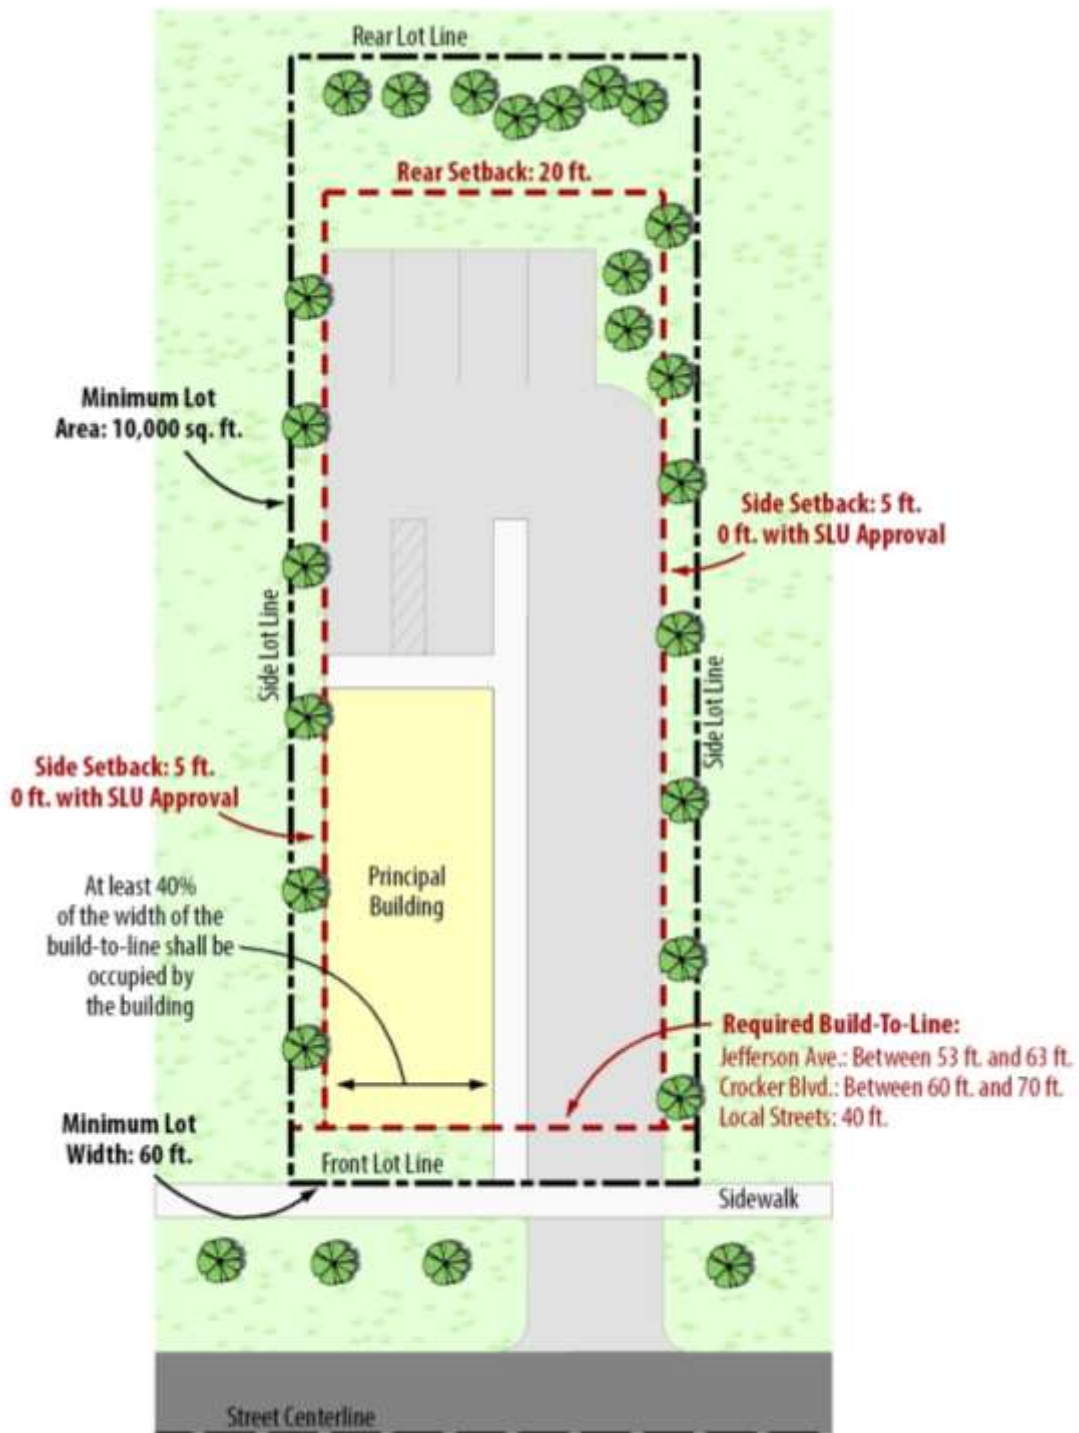 Rear Lot Line
Rear Setback: 20 ft.
Minimum Lot
Area: 10,000 sq. ft.
Side Setback: 5 ft.
0 ft. with SLU Approval
Side Lot Line
Side Lot Line
Side Setback: 5 ft.
0 ft. with SLU Approval
Principal
Building
At least 40%
of the width of the
build-to-line shall be
occupied by
the building
Required Build-To-Line:
Jefferson Ave.: Between 53 ft. and 63 ft.
Crocker Blvd.: Between 60 ft. and 70 ft.
Local Streets: 40 ft.
Minimum Lot
Width: 60 ft.
Front Lot Line
Sidewalk
Street Centerline